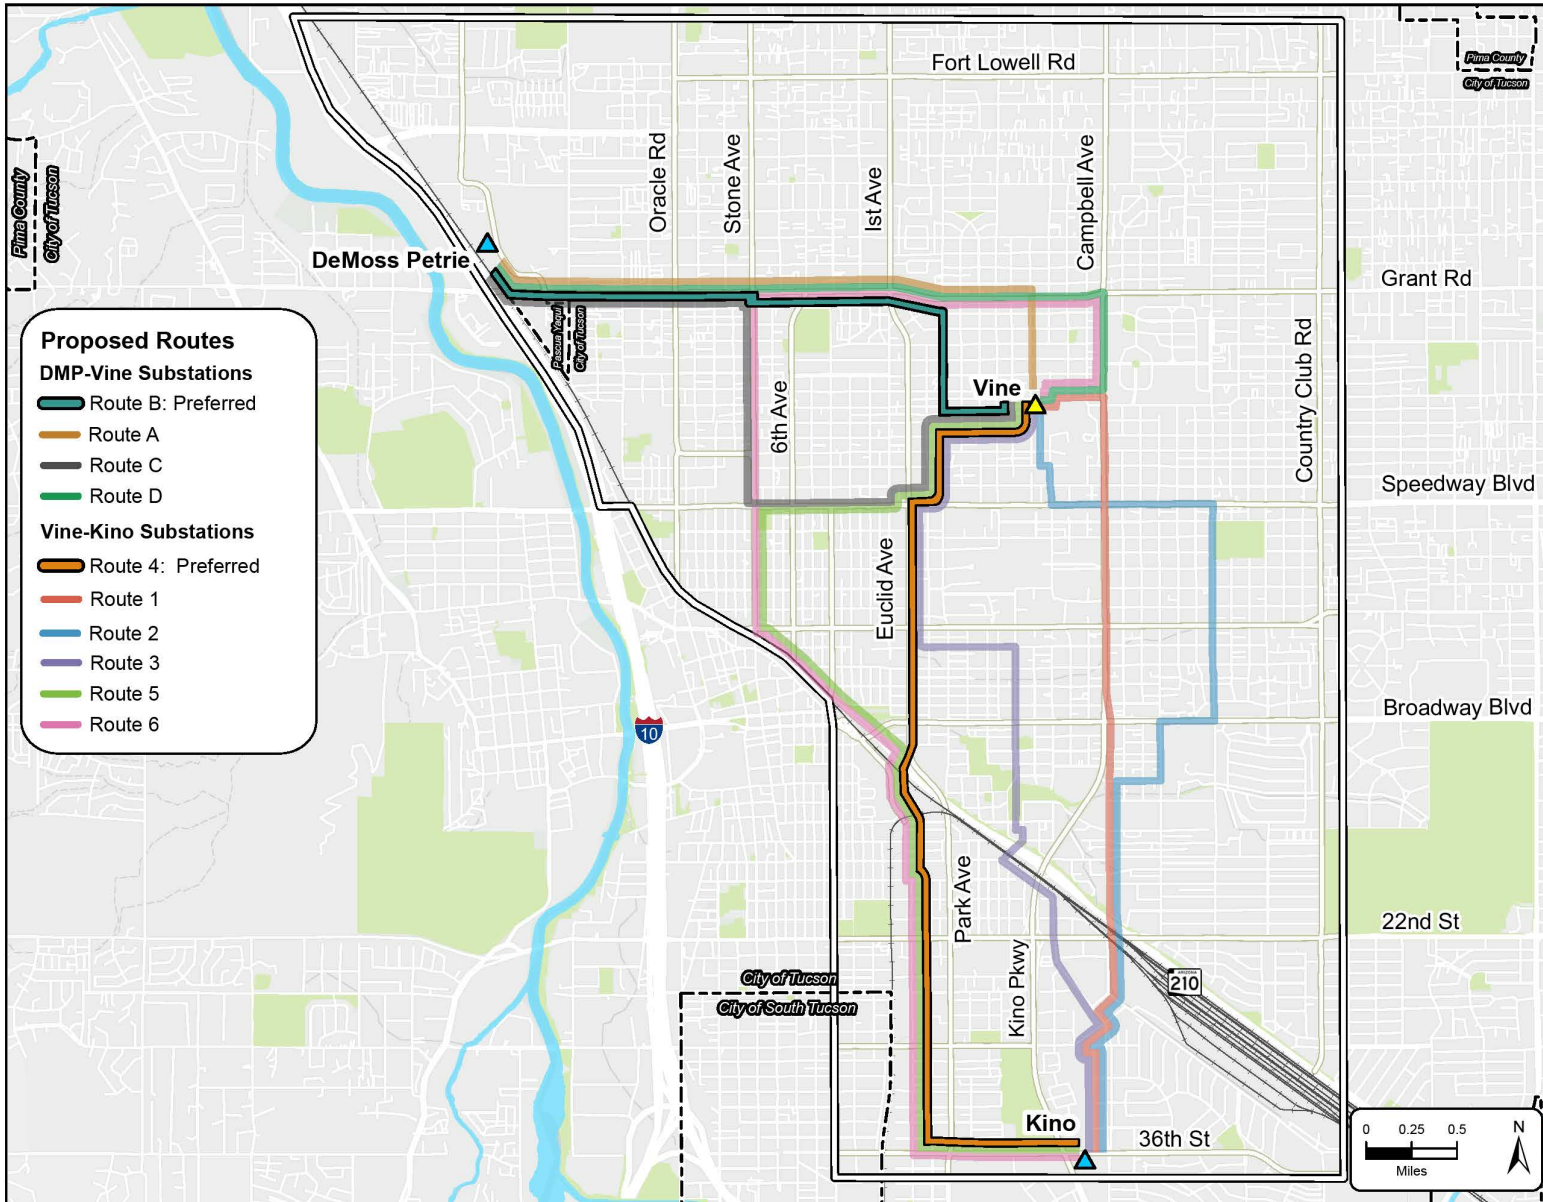 Pima County
City of Tucson
Fort Lowell Rd
Oracle Rd
Stone Ave
Ist Ave
Campbell Ave
Pima County
City of Tucson
DeMoss Petrie
Grant Rd
Pascua Yaqui
City of Tucson
Proposed Routes
DMP-Vine Substations
Route B: Preferred
Route A
Route C
Route D
Vine-Kino Substations
Route 4: Preferred
Route 1
Route 2
Route 3
Route 5
Route 6
Vine
6th Ave
Country Club Rd
Speedway Blvd
Euclid Ave
Broadway Blvd
10
Park Ave
22nd St
Kino Pkwy
ARIZONA
210
City of Tucson
City of South Tucson
Kino
36th St
0 0.25 0.5
Miles
N